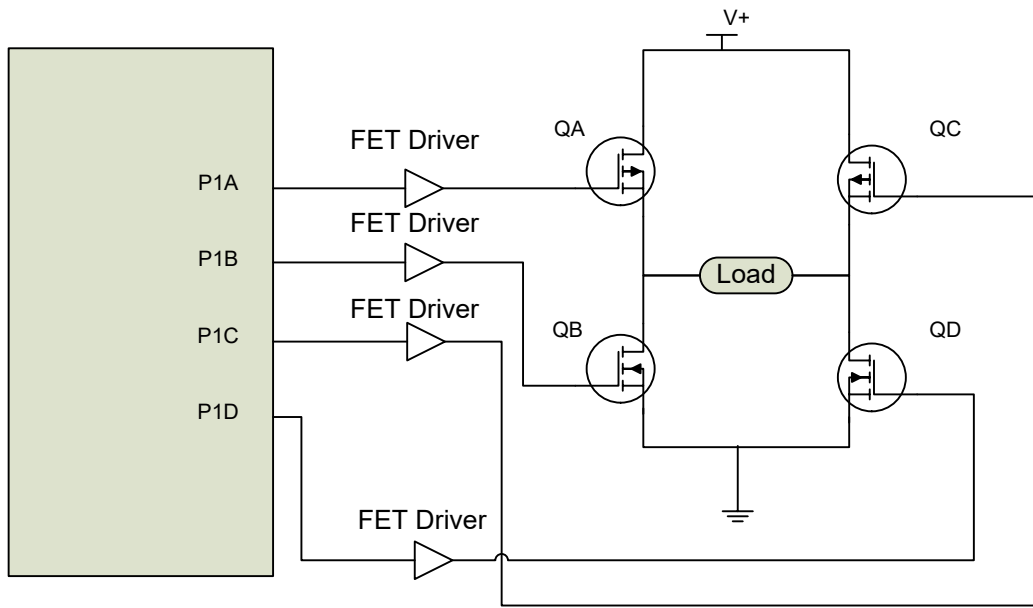 V+
QA
QC
FET Driver
P1A
FET Driver
P1B
Load
FET Driver
P1C
QB
QD
P1D
FET Driver